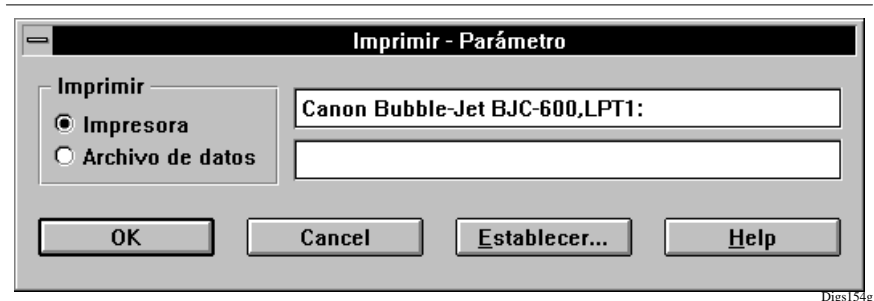 Imprimir - Parámetro
Imprimir
Impresora
Canon Bubble-Jet BJC-600,LPT1:
Archivo de datos
OK Cancel Establecer... Help
Digs154g